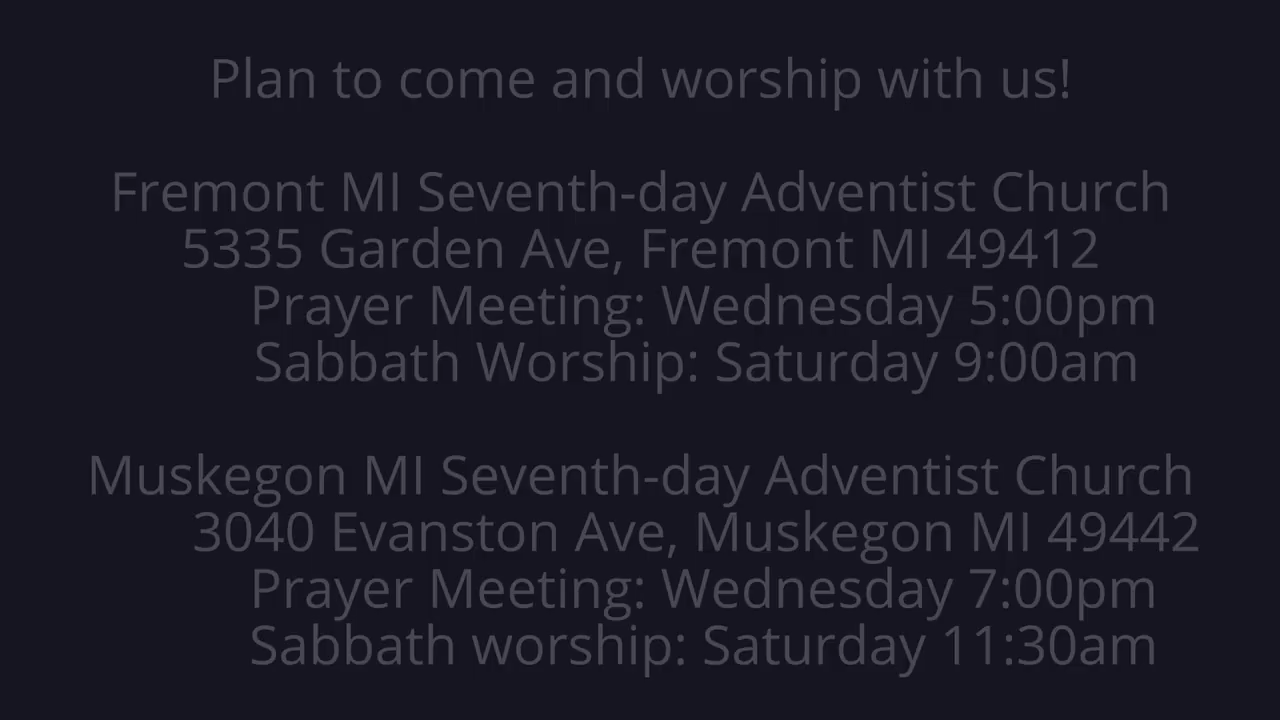 Plan to come and worship with us!
Fremont MI Seventh-day Adventist Church
5335 Garden Ave, Fremont MI 49412
Prayer Meeting: Wednesday 5:00pm
Sabbath Worship: Saturday 9:00am
Muskegon MI Seventh-day Adventist Church
3040 Evanston Ave, Muskegon MI 49442
Prayer Meeting: Wednesday 7:00pm
Sabbath worship: Saturday 11:30am